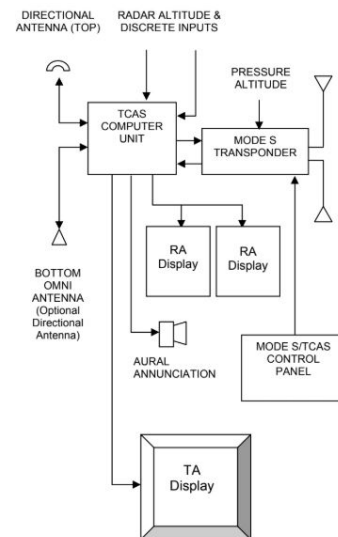 DIRECTIONAL
ANTENNA (TOP)
RADAR ALTITUDE &
DISCRETE INPUTS
PRESSURE
ALTITUDE
TCAS
COMPUTER
UNIT
MODE S
TRANSPONDER
RA
Display
RA
Display
BOTTOM
OMNI
ANTENNA
(Optional
Directional
Antenna)
AURAL
ANNUNCIATION
MODE S/TCAS
CONTROL
PANEL
TA
Display